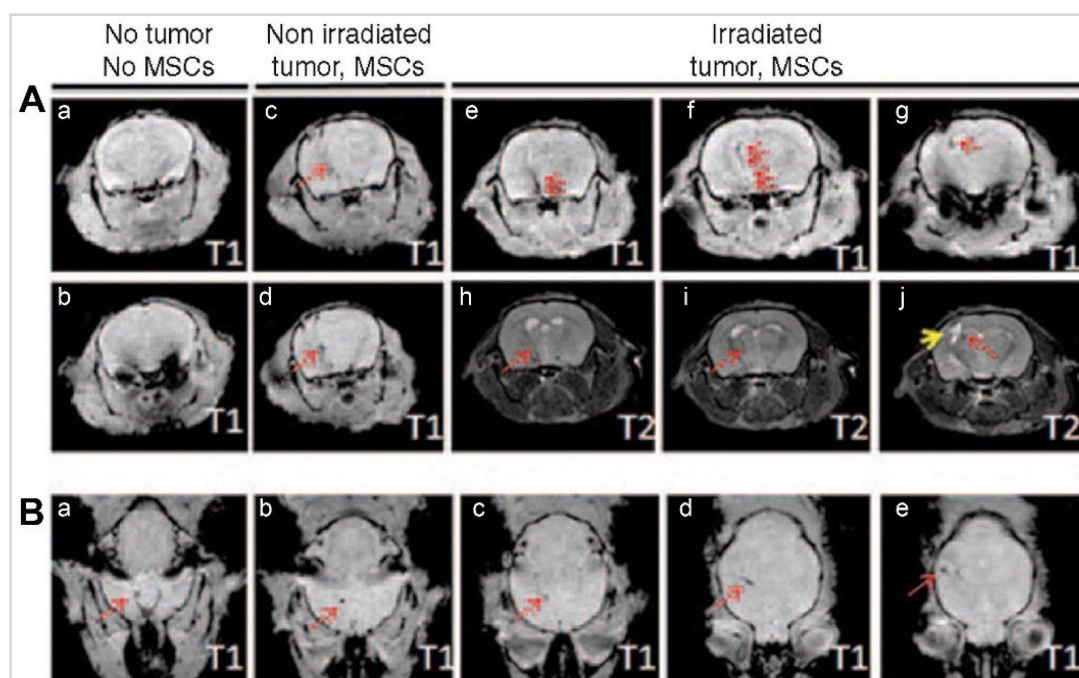 No tumor
No MSCs
Non irradiated
tumor, MSCs
Irradiated
tumor, MSCs
A
a
T1
c
T1
e
T1
f
T1
g
T1
b
T1
d
T1
h
T2
i
T2
j
T2
B
a
T1
b
T1
c
T1
d
T1
e
T1